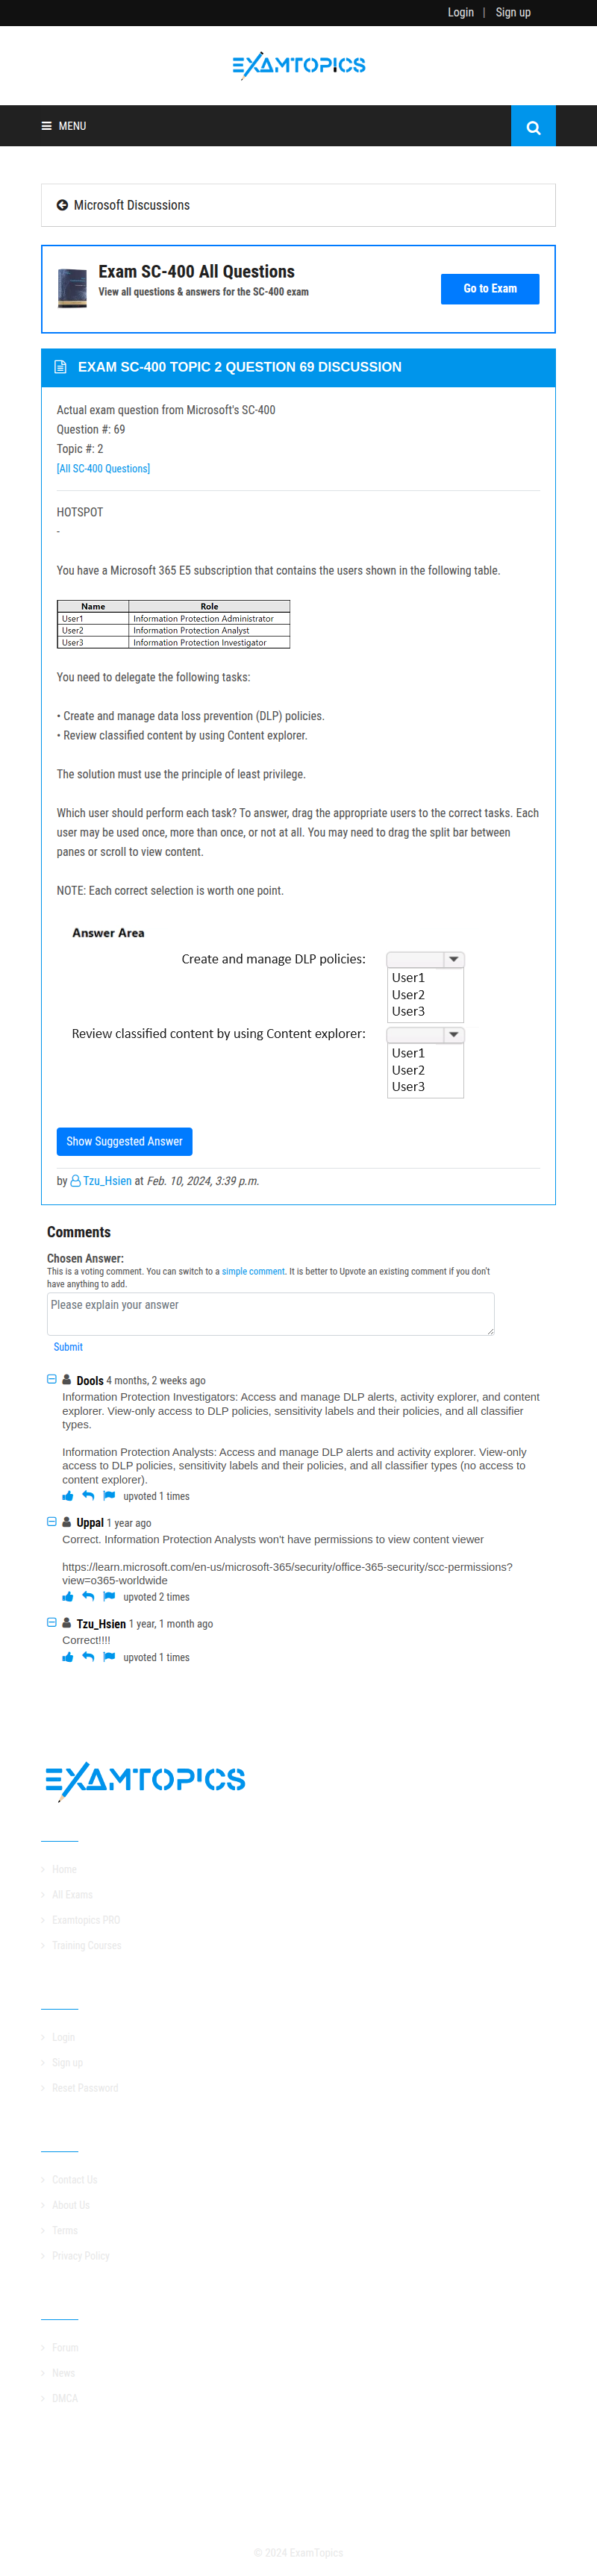 Login | Sign up
EXAMTOPICS
MENU
Microsoft Discussions
Exam SC-400 All Questions
View all questions & answers for the SC-400 exam
Go to Exam
EXAM SC-400 TOPIC 2 QUESTION 69 DISCUSSION
Actual exam question from Microsoft's SC-400
Question #: 69
Topic #: 2
[All SC-400 Questions]
HOTSPOT
-
You have a Microsoft 365 E5 subscription that contains the users shown in the following table.
Name Role
User1 Information Protection Administrator
User2 Information Protection Analyst
User3 Information Protection Investigator
You need to delegate the following tasks:
• Create and manage data loss prevention (DLP) policies.
• Review classified content by using Content explorer.
The solution must use the principle of least privilege.
Which user should perform each task? To answer, drag the appropriate users to the correct tasks. Each
user may be used once, more than once, or not at all. You may need to drag the split bar between
panes or scroll to view content.
NOTE: Each correct selection is worth one point.
Answer Area
Create and manage DLP policies:
User1
User2
User3
Review classified content by using Content explorer:
User1
User2
User3
Show Suggested Answer
by Tzu_Hsien at Feb. 10, 2024, 3:39 p.m.
Comments
Chosen Answer:
This is a voting comment. You can switch to a simple comment. It is better to Upvote an existing comment if you don't
have anything to add.
Please explain your answer
Submit
Dools 4 months, 2 weeks ago
Information Protection Investigators: Access and manage DLP alerts, activity explorer, and content
explorer. View-only access to DLP policies, sensitivity labels and their policies, and all classifier
types.
Information Protection Analysts: Access and manage DLP alerts and activity explorer. View-only
access to DLP policies, sensitivity labels and their policies, and all classifier types (no access to
content explorer).
upvoted 1 times
Uppal 1 year ago
Correct. Information Protection Analysts won't have permissions to view content viewer
https://learn.microsoft.com/en-us/microsoft-365/security/office-365-security/scc-permissions?
view=o365-worldwide
upvoted 2 times
Tzu_Hsien 1 year, 1 month ago
Correct!!!!
upvoted 1 times
EXAMTOPICS
Home
All Exams
Examtopics PRO
Training Courses
Login
Sign up
Reset Password
Contact Us
About Us
Terms
Privacy Policy
Forum
News
DMCA
© 2024 ExamTopics